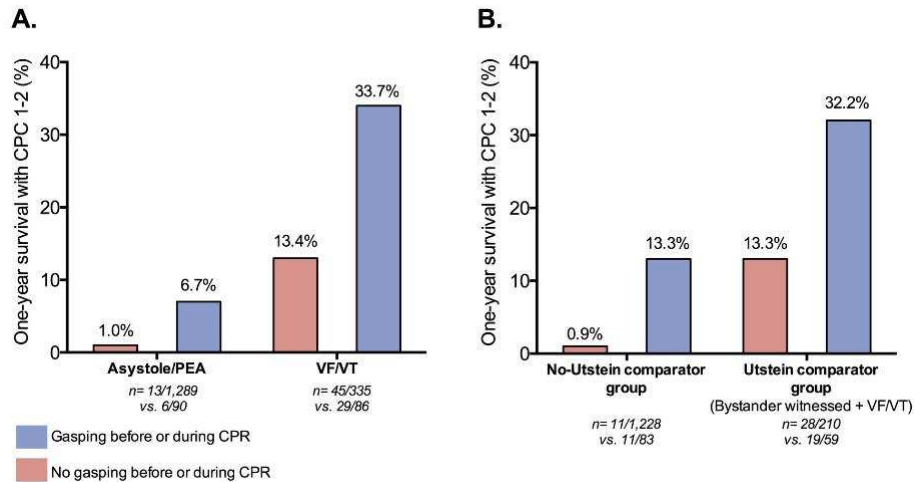 A.
One-year survival with CPC 1-2 (%)
40
30
20
10
0
1.0%
6.7%
13.4%
33.7%
Asystole/PEA
n= 13/1,289
vs. 6/90
VF/VT
n= 45/335
vs. 29/86
B.
One-year survival with CPC 1-2 (%)
40
30
20
10
0
0.9%
13.3%
13.3%
32.2%
No-Utstein comparator
group
n= 11/1,228
vs. 11/83
Utstein comparator
group
(Bystander witnessed + VF/VT)
n= 28/210
vs. 19/59
Gasping before or during CPR
No gasping before or during CPR